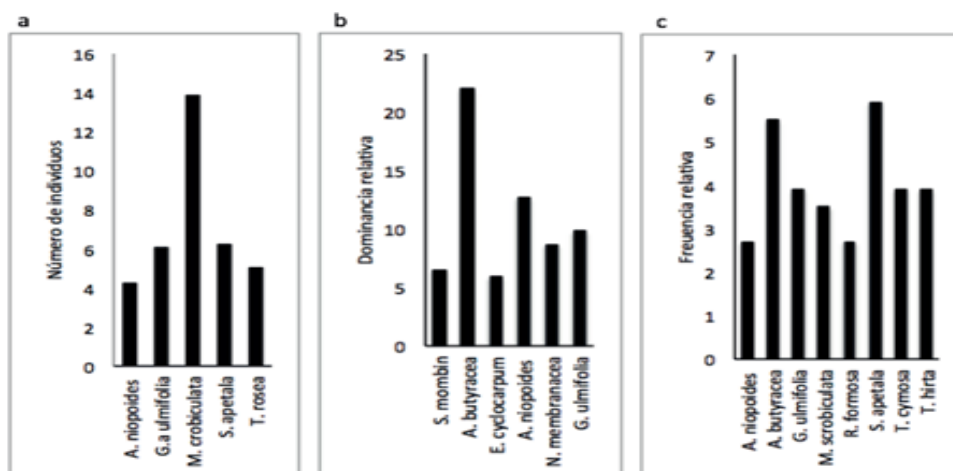 a
16
14
12
10
8
6
4
2
0
Número de individuos
A. niopoides
G.a ulmifolia
M. crobiculata
S. apetala
T. rosea
b
25
20
15
10
5
0
Dominancia relativa
S. mombin
A. butyracea
E. cyclocarpum
A. niopoides
N. membranacea
G. ulmifolia
c
7
6
5
4
3
2
1
0
Freuencia relativa
A. niopoides
A. butyracea
G. ulmifolia
M. scrobiculata
R. formosa
S. apetala
T. cymosa
T. hirta